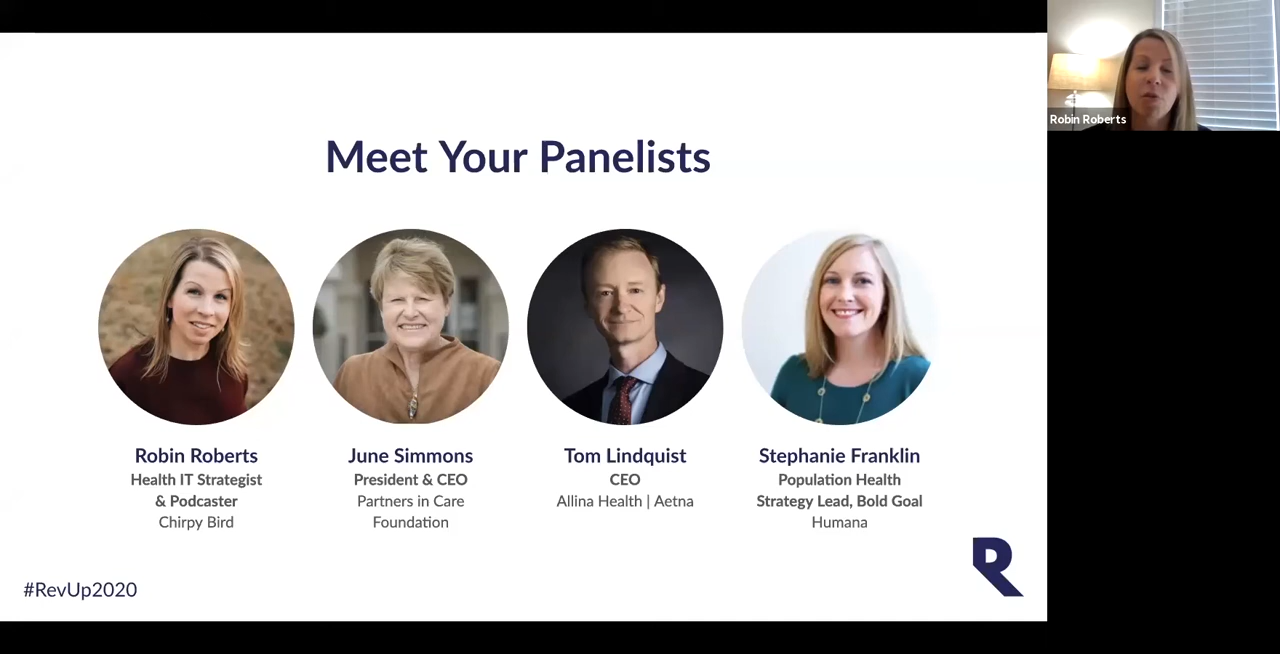 Meet Your Panelists
Robin Roberts
Robin Roberts
Health IT Strategist
& Podcaster
Chirpy Bird
June Simmons
President & CEO
Partners in Care
Foundation
Tom Lindquist
CEO
Allina Health | Aetna
Stephanie Franklin
Population Health
Strategy Lead, Bold Goal
Humana
#RevUp2020
R